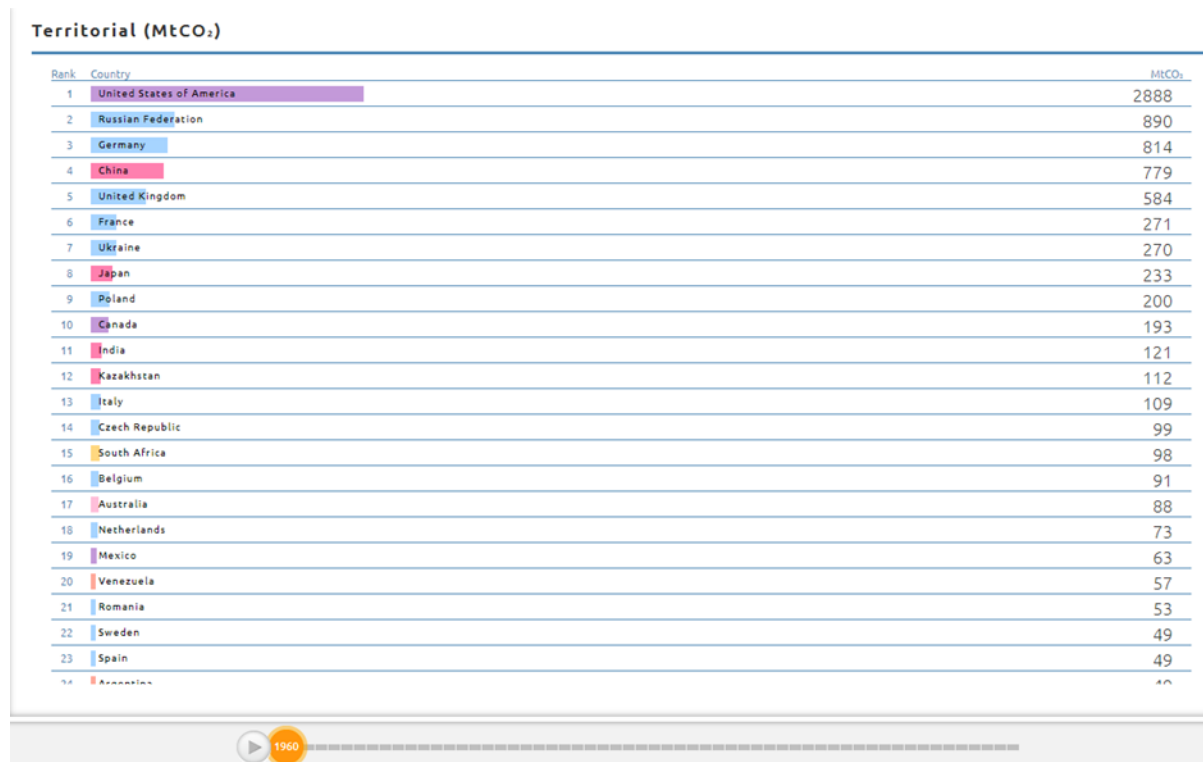 Territorial (MtCO₂)
Rank Country MtCO₂
1 United States of America 2888
2 Russian Federation 890
3 Germany 814
4 China 779
5 United Kingdom 584
6 France 271
7 Ukraine 270
8 Japan 233
9 Poland 200
10 Canada 193
11 India 121
12 Kazakhstan 112
13 Italy 109
14 Czech Republic 99
15 South Africa 98
16 Belgium 91
17 Australia 88
18 Netherlands 73
19 Mexico 63
20 Venezuela 57
21 Romania 53
22 Sweden 49
23 Spain 49
24 Argentina
1960